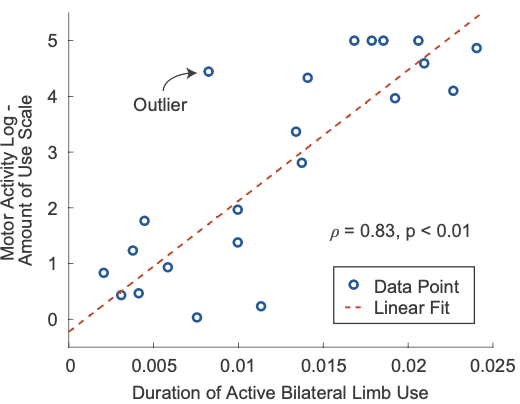 5
4
3
2
1
0
Motor Activity Log -
Amount of Use Scale
Outlier
ρ = 0.83, p < 0.01
Data Point
Linear Fit
0
0.005
0.01
0.015
0.02
0.025
Duration of Active Bilateral Limb Use